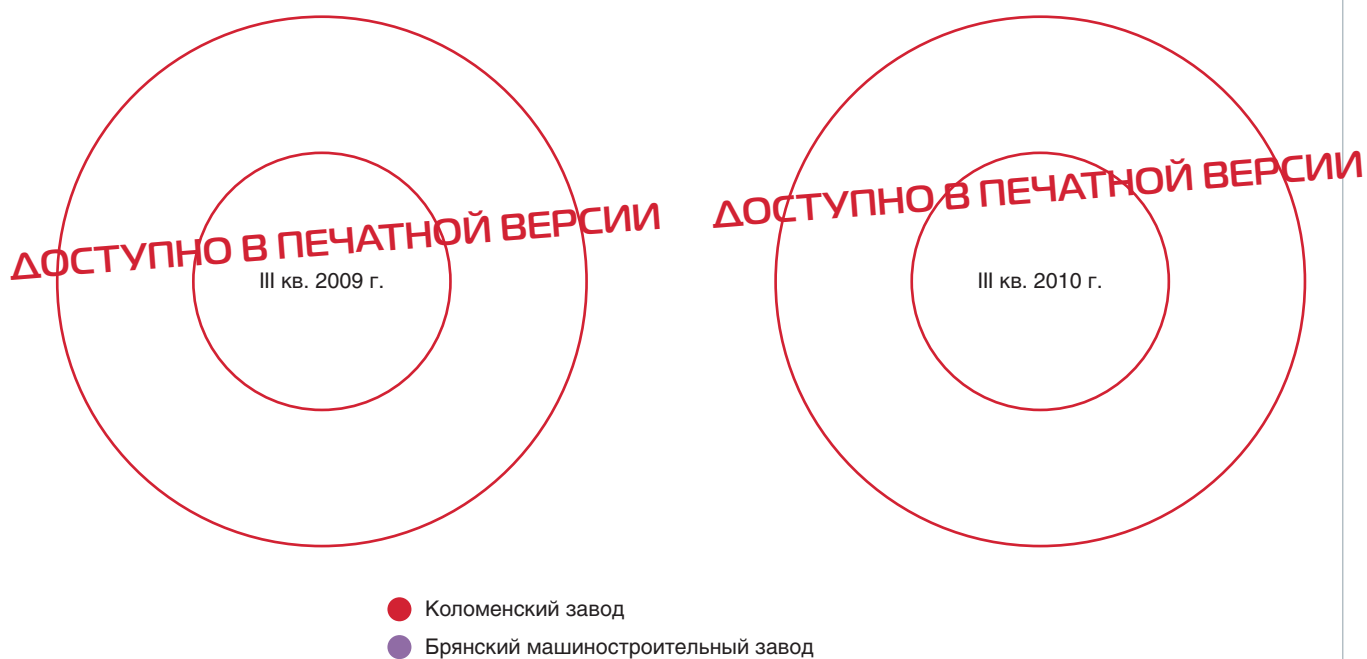 ДОСТУПНО В ПЕЧАТНОЙ ВЕРСИИ
III кв. 2009 г.
ДОСТУПНО В ПЕЧАТНОЙ ВЕРСИИ
III кв. 2010 г.
Коломенский завод
Брянский машиностроительный завод